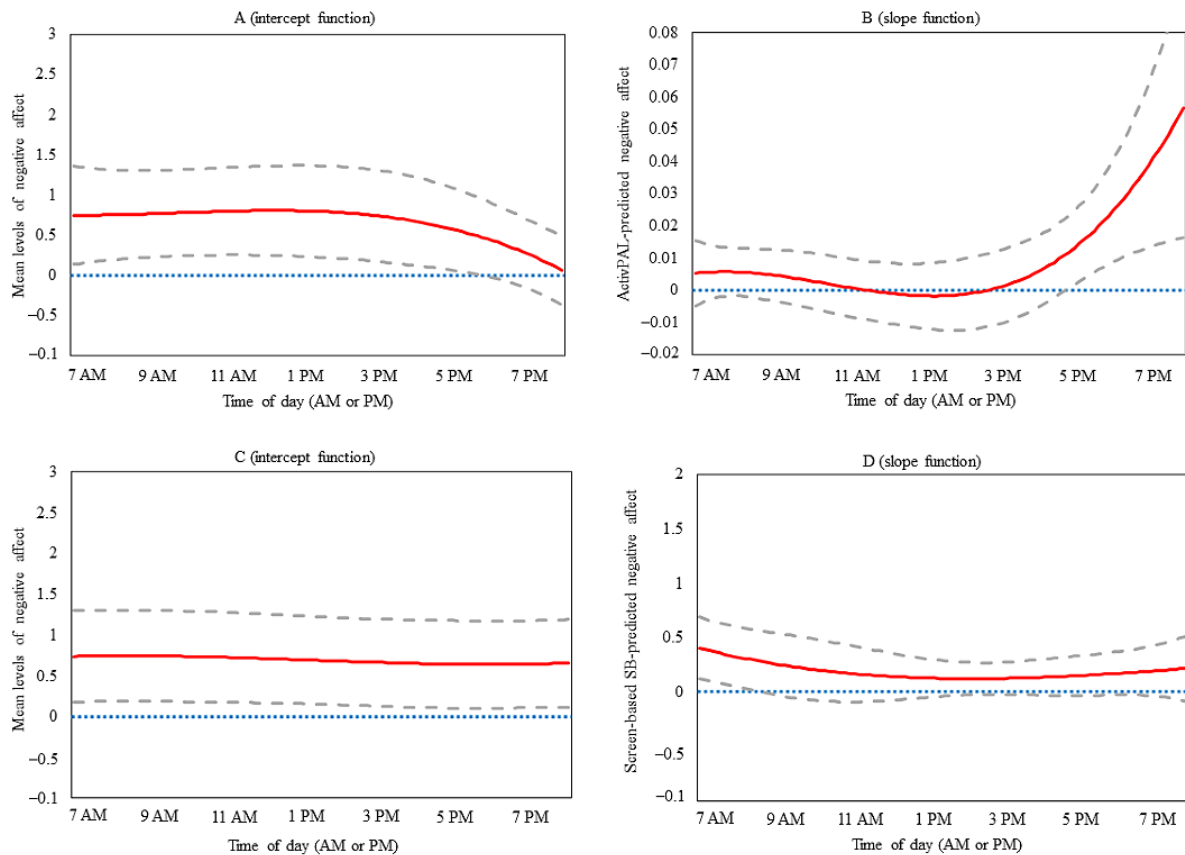 A (intercept function)
Mean levels of negative affect
3
2.5
2
1.5
1
0.5
0
–0.5
–0.1
7 AM 9 AM 11 AM 1 PM 3 PM 5 PM 7 PM
Time of day (AM or PM)
B (slope function)
ActivPAL-predicted negative affect
0.08
0.07
0.06
0.05
0.04
0.03
0.02
0.01
0
–0.01
–0.02
7 AM 9 AM 11 AM 1 PM 3 PM 5 PM 7 PM
Time of day (AM or PM)
C (intercept function)
Mean levels of negative affect
3
2.5
2
1.5
1
0.5
0
–0.5
–0.1
7 AM 9 AM 11 AM 1 PM 3 PM 5 PM 7 PM
Time of day (AM or PM)
D (slope function)
Screen-based SB-predicted negative affect
2
1.5
1
0.5
0
–0.5
–0.1
7 AM 9 AM 11 AM 1 PM 3 PM 5 PM 7 PM
Time of day (AM or PM)